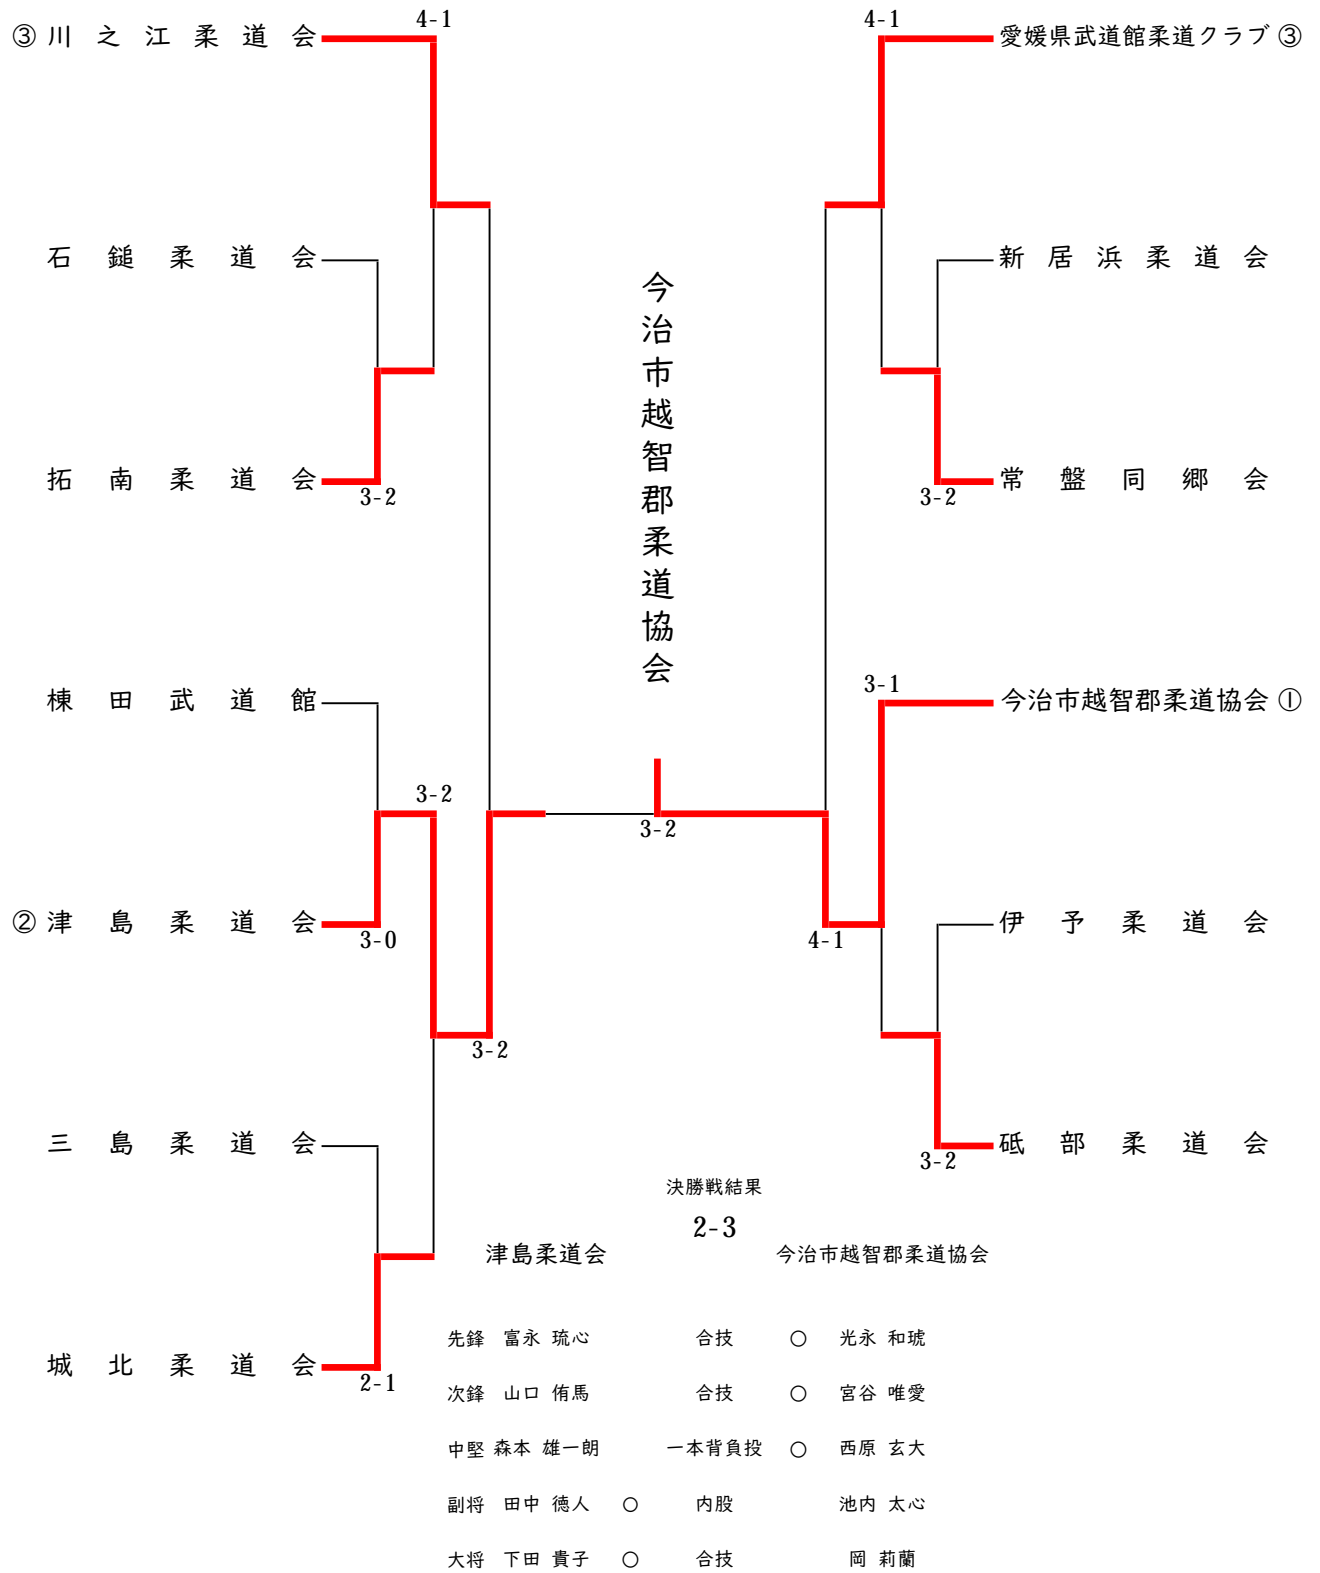 4-1
4-1
③ 川之江柔道会
愛媛県武道館柔道クラブ ③
石鎚柔道会
新居浜柔道会
今治市越智郡柔道協会
拓南柔道会
3-2
3-2
常盤同郷会
棟田武道館
3-1
今治市越智郡柔道協会 ①
3-2
3-2
② 津島柔道会
3-0
4-1
伊予柔道会
3-2
三島柔道会
3-2
砥部柔道会
決勝戦結果
2-3
津島柔道会 今治市越智郡柔道協会
先鋒 富永 琉心 合技 ○ 光永 和琥
城北柔道会
2-1
次鋒 山口 侑馬 合技 ○ 宮谷 唯愛
中堅 森本 雄一朗 一本背負投 ○ 西原 玄大
副将 田中 徳人 ○ 内股 池内 太心
大将 下田 貴子 ○ 合技 岡 莉蘭